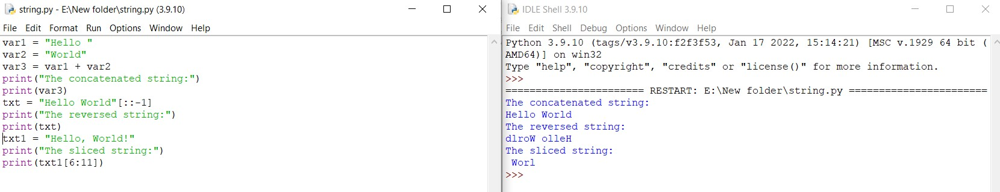 string.py - E:\New folder\string.py (3.9.10)
File Edit Format Run Options Window Help
var1 = "Hello "
var2 = "World"
var3 = var1 + var2
print("The concatenated string:")
print(var3)
txt = "Hello World"[::-1]
print("The reversed string:")
print(txt)
txt1 = "Hello, World!"
print("The sliced string:")
print(txt1[6:11])
IDLE Shell 3.9.10
File Edit Shell Debug Options Window Help
Python 3.9.10 (tags/v3.9.10:f2f3f53, Jan 17 2022, 15:14:21) [MSC v.1929 64 bit (
AMD64)] on win32
Type "help", "copyright", "credits" or "license()" for more information.
>>>
======================= RESTART: E:\New folder\string.py =======================
The concatenated string:
Hello World
The reversed string:
dlroW olleH
The sliced string:
 Worl
>>>